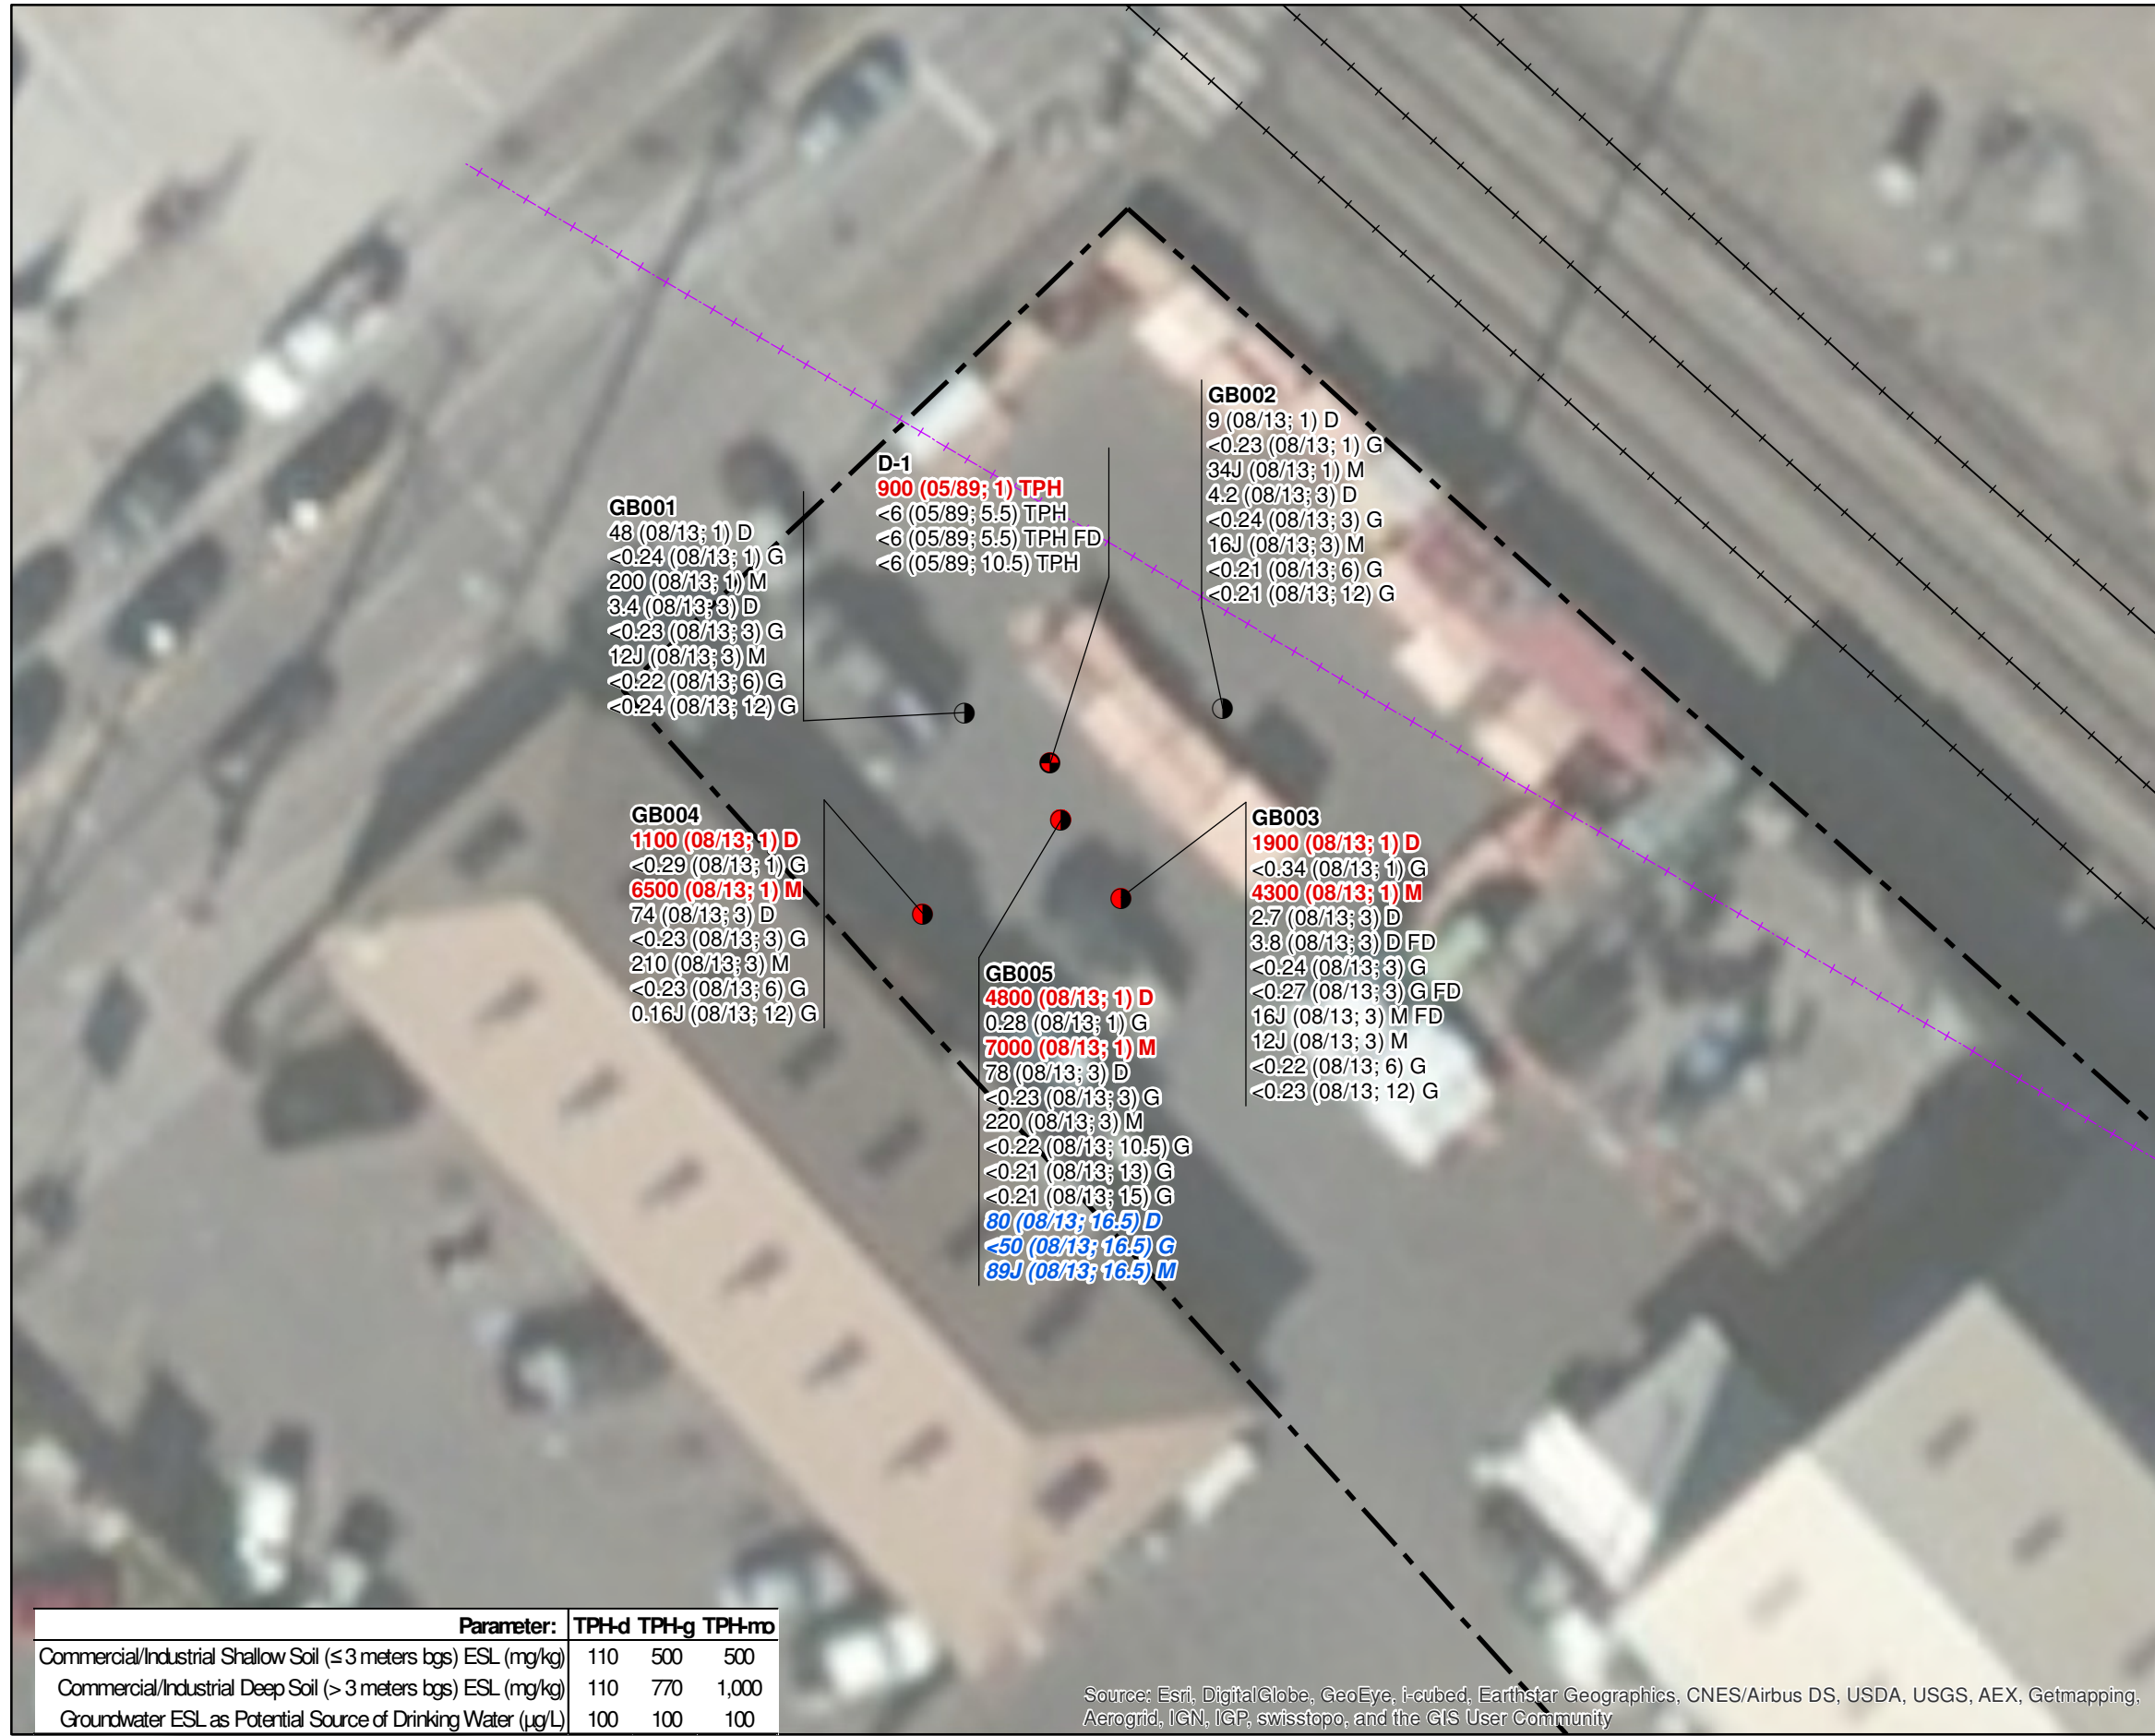 GB002
9 (08/13; 1) D
<0.23 (08/13; 1) G
34J (08/13; 1) M
4.2 (08/13; 3) D
<0.24 (08/13; 3) G
16J (08/13; 3) M
<0.21 (08/13; 6) G
<0.21 (08/13; 12) G
D-1
900 (05/89; 1) TPH
<6 (05/89; 5.5) TPH
<6 (05/89; 5.5) TPH FD
<6 (05/89; 10.5) TPH
GB001
48 (08/13; 1) D
<0.24 (08/13; 1) G
200 (08/13; 1) M
3.4 (08/13; 3) D
<0.23 (08/13; 3) G
12J (08/13; 3) M
<0.22 (08/13; 6) G
<0.24 (08/13; 12) G
GB004
1100 (08/13; 1) D
<0.29 (08/13; 1) G
6500 (08/13; 1) M
74 (08/13; 3) D
<0.23 (08/13; 3) G
210 (08/13; 3) M
<0.23 (08/13; 6) G
0.16J (08/13; 12) G
GB003
1900 (08/13; 1) D
<0.34 (08/13; 1) G
4300 (08/13; 1) M
2.7 (08/13; 3) D
3.8 (08/13; 3) D FD
<0.24 (08/13; 3) G
<0.27 (08/13; 3) G FD
16J (08/13; 3) M FD
12J (08/13; 3) M
<0.22 (08/13; 6) G
<0.23 (08/13; 12) G
GB005
4800 (08/13; 1) D
0.28 (08/13; 1) G
7000 (08/13; 1) M
78 (08/13; 3) D
<0.23 (08/13; 3) G
220 (08/13; 3) M
<0.22 (08/13; 10.5) G
<0.21 (08/13; 13) G
<0.21 (08/13; 15) G
80 (08/13; 16.5) D
<50 (08/13; 16.5) G
89J (08/13; 16.5) M
Parameter: TPH-d TPH-g TPH-mo
Commercial/Industrial Shallow Soil (≤ 3 meters bgs) ESL (mg/kg) 110 500 500
Commercial/Industrial Deep Soil (> 3 meters bgs) ESL (mg/kg) 110 770 1,000
Groundwater ESL as Potential Source of Drinking Water (µg/L) 100 100 100
Source: Esri, DigitalGlobe, GeoEye, i-cubed, Earthstar Geographics, CNES/Airbus DS, USDA, USGS, AEX, Getmapping,
Aerogrid, IGN, IGP, swisstopo, and the GIS User Community